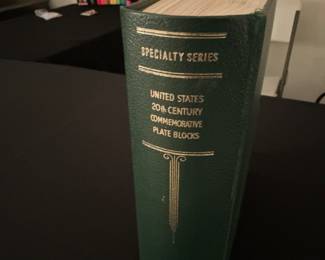 SPECIALTY SERIES
UNITED STATES
20th CENTURY
COMMEMORATIVE
PLATE BLOCKS